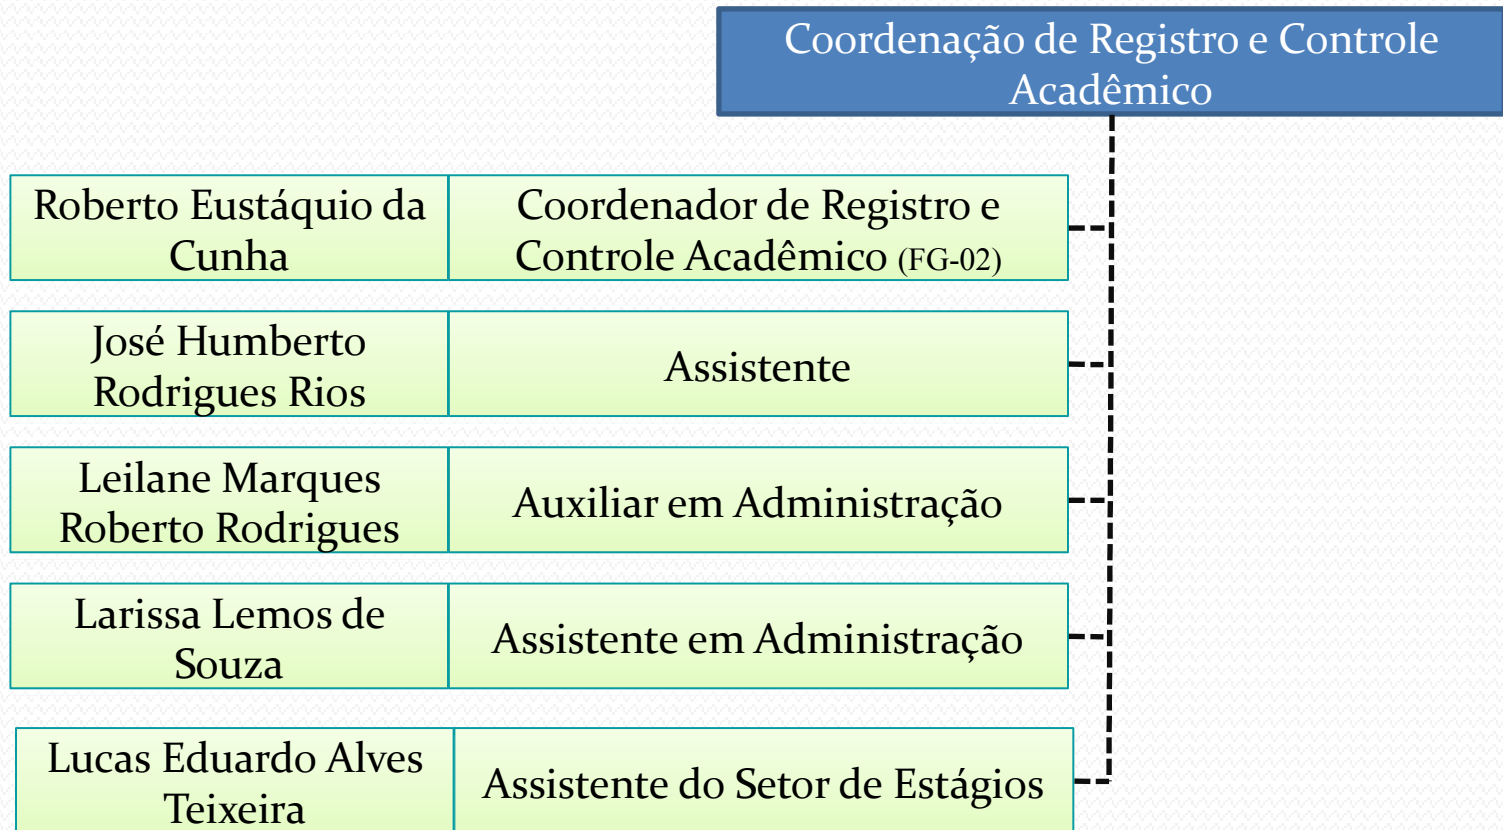 Coordenação de Registro e Controle
Acadêmico
Roberto Eustáquio da
Cunha
Coordenador de Registro e
Controle Acadêmico (FG-02)
José Humberto
Rodrigues Rios
Assistente
Leilane Marques
Roberto Rodrigues
Auxiliar em Administração
Larissa Lemos de
Souza
Assistente em Administração
Lucas Eduardo Alves
Teixeira
Assistente do Setor de Estágios